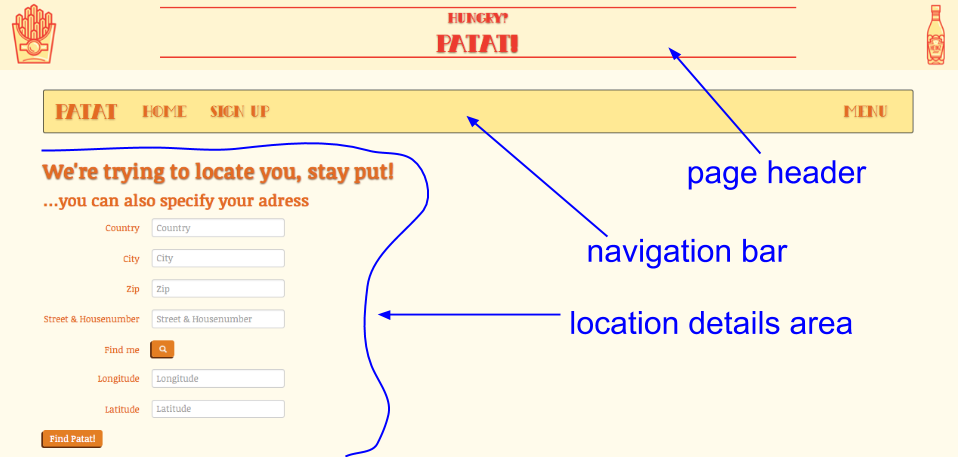 HUNGRY?
PATAT!
PATAT HOME SIGN UP MENU
We're trying to locate you, stay put!
...you can also specify your adress
Country Country
City City
Zip Zip
Street & Housenumber Street & Housenumber
Find me
Longitude Longitude
Latitude Latitude
Find Patat!
page header
navigation bar
location details area